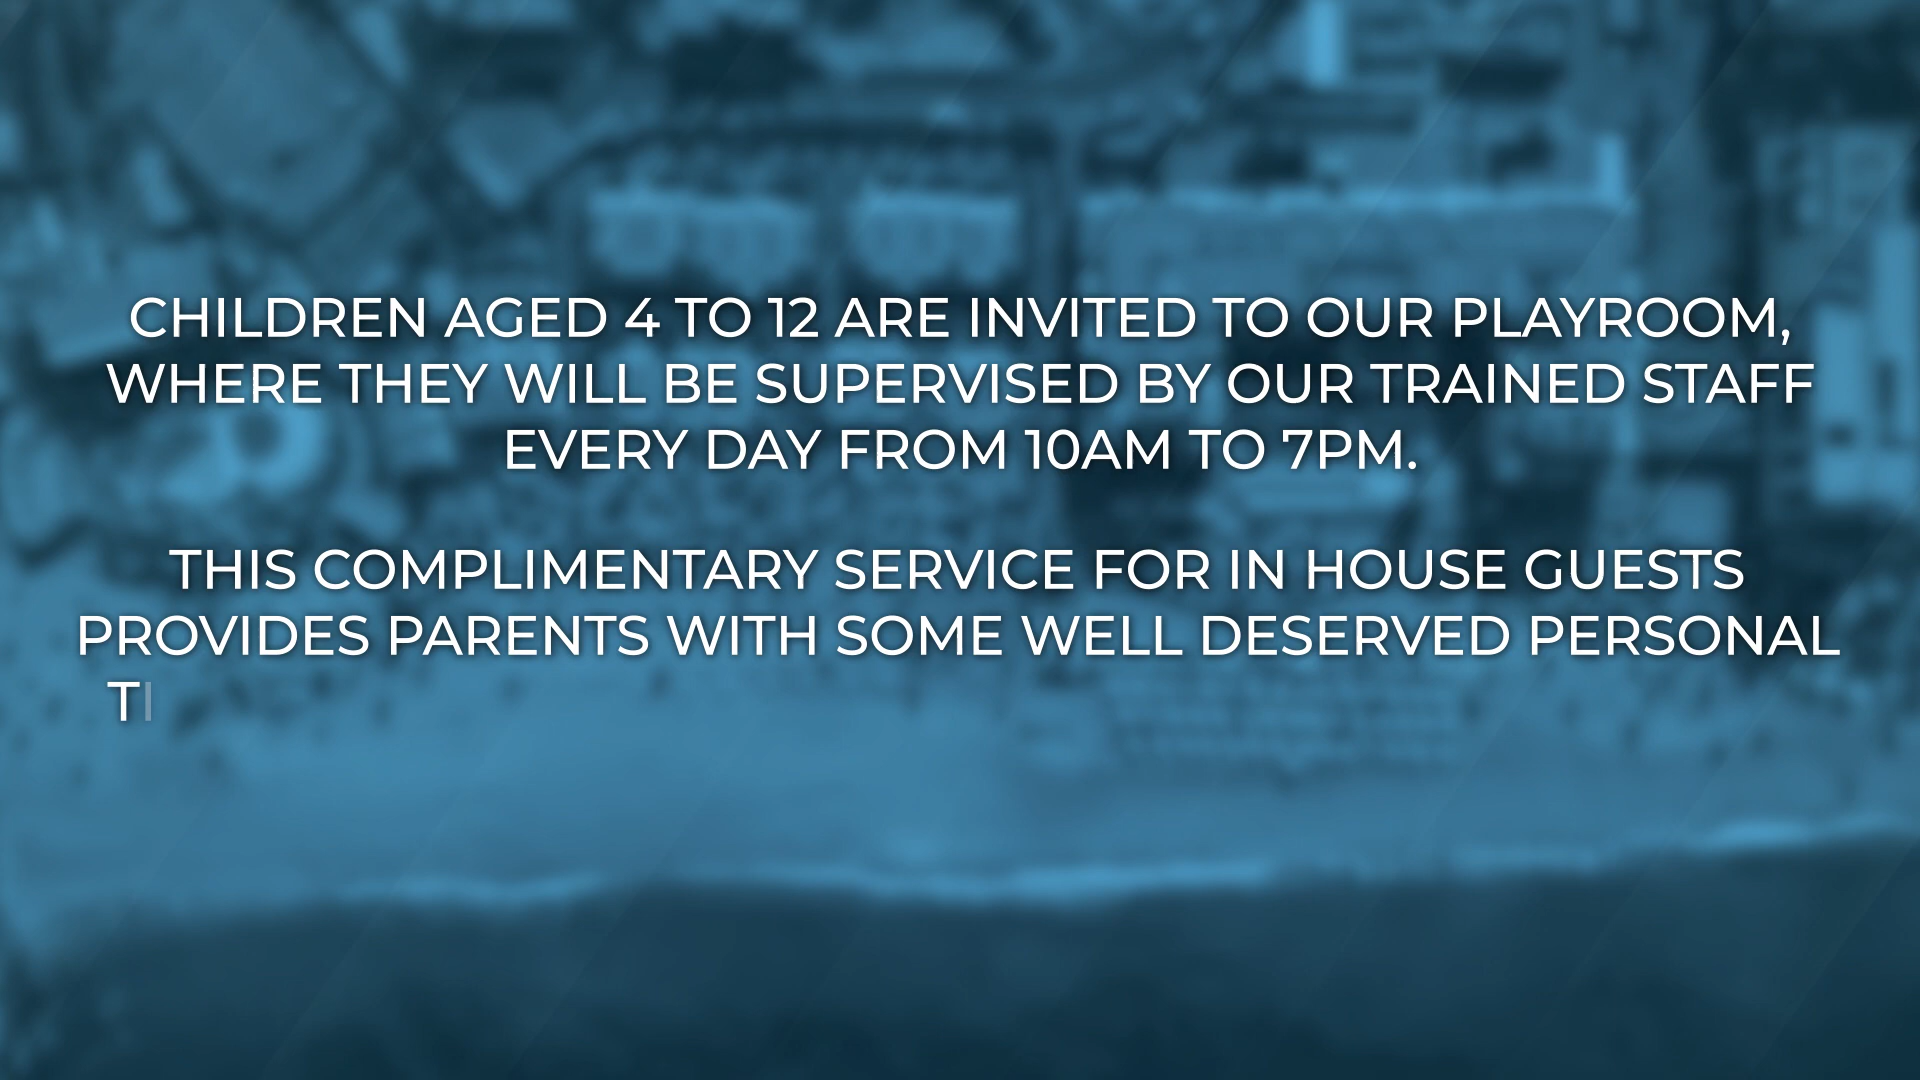 CHILDREN AGED 4 TO 12 ARE INVITED TO OUR PLAYROOM,
WHERE THEY WILL BE SUPERVISED BY OUR TRAINED STAFF
EVERY DAY FROM 10AM TO 7PM.
THIS COMPLIMENTARY SERVICE FOR IN HOUSE GUESTS
PROVIDES PARENTS WITH SOME WELL DESERVED PERSONAL
TI